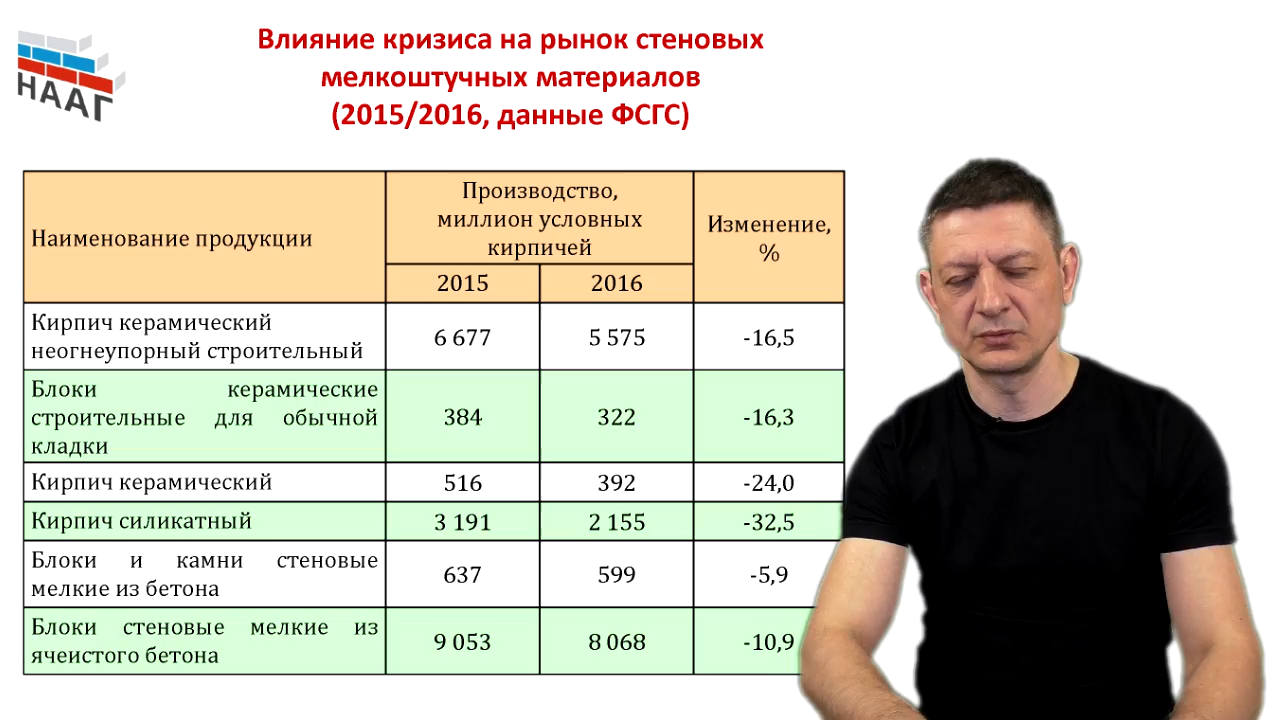 НААГ
Влияние кризиса на рынок стеновых
мелкоштучных материалов
(2015/2016, данные ФСГС)
Наименование продукции
Производство,
миллион условных
кирпичей
Изменение,
%
2015 2016
Кирпич керамический
неогнеупорный строительный
6 677 5 575 -16,5
Блоки керамические
строительные для обычной
кладки
384 322 -16,3
Кирпич керамический 516 392 -24,0
Кирпич силикатный 3 191 2 155 -32,5
Блоки и камни стеновые
мелкие из бетона
637 599 -5,9
Блоки стеновые мелкие из
ячеистого бетона
9 053 8 068 -10,9